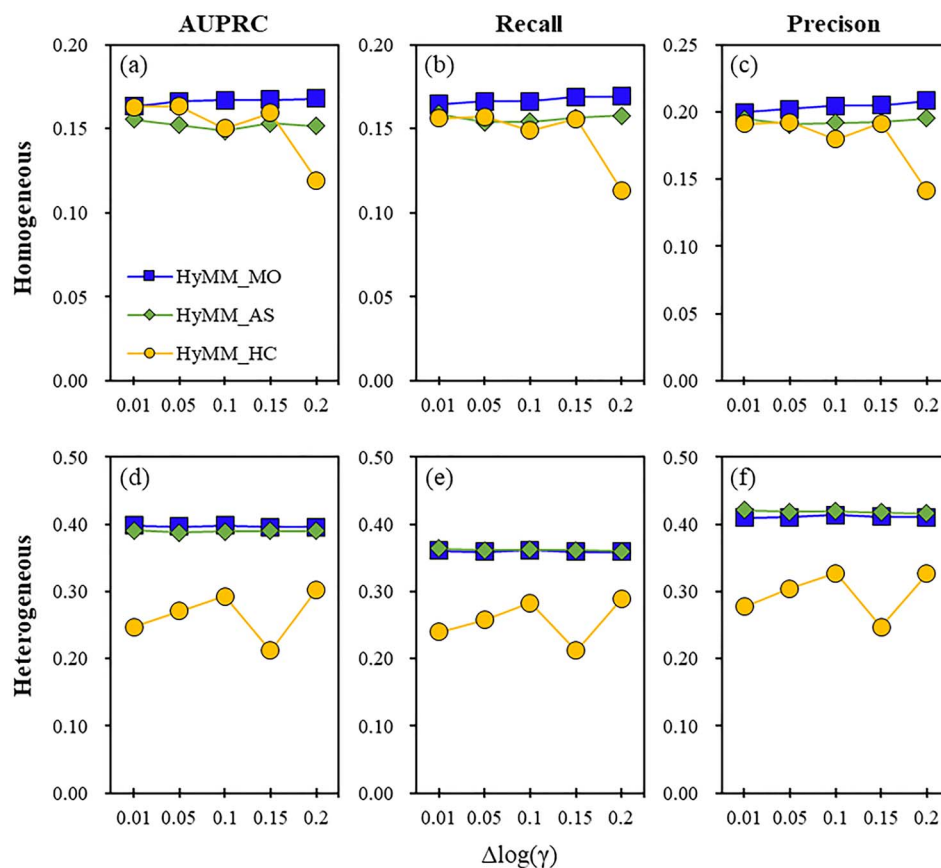 AUPRC Recall Precison
Homogeneous
(a) (b) (c)
0.20 0.20 0.25
0.15 0.15 0.20
0.10 0.10 0.15
0.05 0.05 0.10
0.00 0.00 0.05
0.00
HyMM_MO
HyMM_AS
HyMM_HC
0.01 0.05 0.1 0.15 0.2 0.01 0.05 0.1 0.15 0.2 0.01 0.05 0.1 0.15 0.2
Heterogeneous
(d) (e) (f)
0.50 0.50 0.50
0.40 0.40 0.40
0.30 0.30 0.30
0.20 0.20 0.20
0.10 0.10 0.10
0.00 0.00 0.00
0.01 0.05 0.1 0.15 0.2 0.01 0.05 0.1 0.15 0.2 0.01 0.05 0.1 0.15 0.2
Δlog(γ)